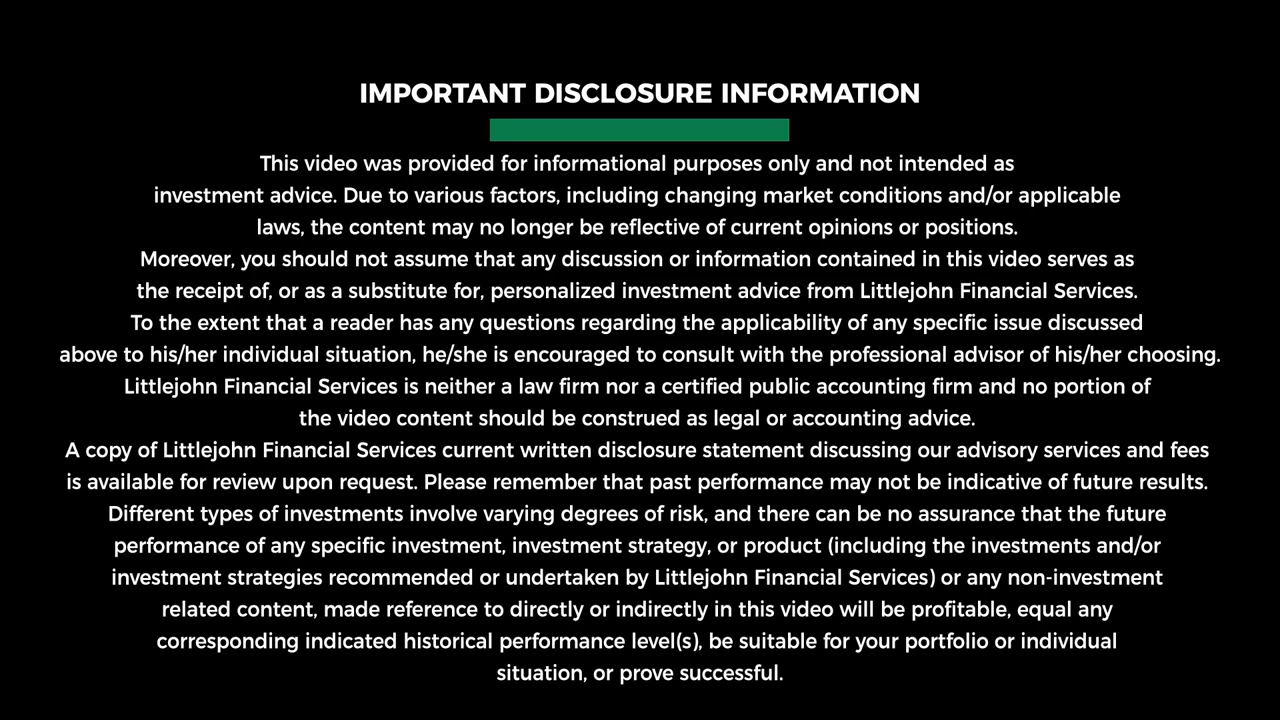 IMPORTANT DISCLOSURE INFORMATION
This video was provided for informational purposes only and not intended as
investment advice. Due to various factors, including changing market conditions and/or applicable
laws, the content may no longer be reflective of current opinions or positions.
Moreover, you should not assume that any discussion or information contained in this video serves as
the receipt of, or as a substitute for, personalized investment advice from Littlejohn Financial Services.
To the extent that a reader has any questions regarding the applicability of any specific issue discussed
above to his/her individual situation, he/she is encouraged to consult with the professional advisor of his/her choosing.
Littlejohn Financial Services is neither a law firm nor a certified public accounting firm and no portion of
the video content should be construed as legal or accounting advice.
A copy of Littlejohn Financial Services current written disclosure statement discussing our advisory services and fees
is available for review upon request. Please remember that past performance may not be indicative of future results.
Different types of investments involve varying degrees of risk, and there can be no assurance that the future
performance of any specific investment, investment strategy, or product (including the investments and/or
investment strategies recommended or undertaken by Littlejohn Financial Services) or any non-investment
related content, made reference to directly or indirectly in this video will be profitable, equal any
corresponding indicated historical performance level(s), be suitable for your portfolio or individual
situation, or prove successful.